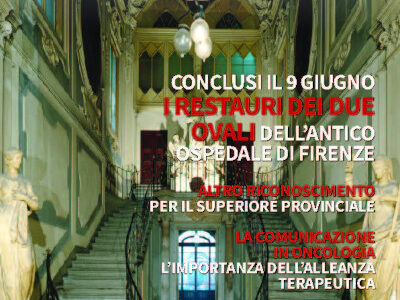 CONCLUSI IL 9 GIUGNO
I RESTAURI DEI DUE
OVALI DELL'ANTICO
OSPEDALE DI FIRENZE
ALTRO RICONOSCIMENTO
PER IL SUPERIORE PROVINCIALE
LA COMUNICAZIONE
IN ONCOLOGIA
L'IMPORTANZA DELL'ALLEANZA
TERAPEUTICA